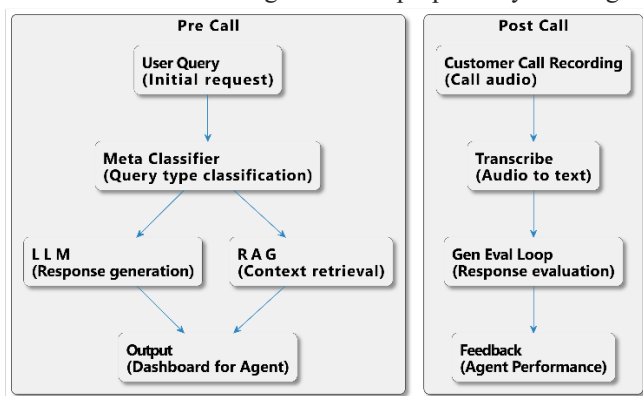 Pre Call
User Query
(Initial request)
Meta Classifier
(Query type classification)
LLM
(Response generation)
RAG
(Context retrieval)
Output
(Dashboard for Agent)
Post Call
Customer Call Recording
(Call audio)
Transcribe
(Audio to text)
Gen Eval Loop
(Response evaluation)
Feedback
(Agent Performance)